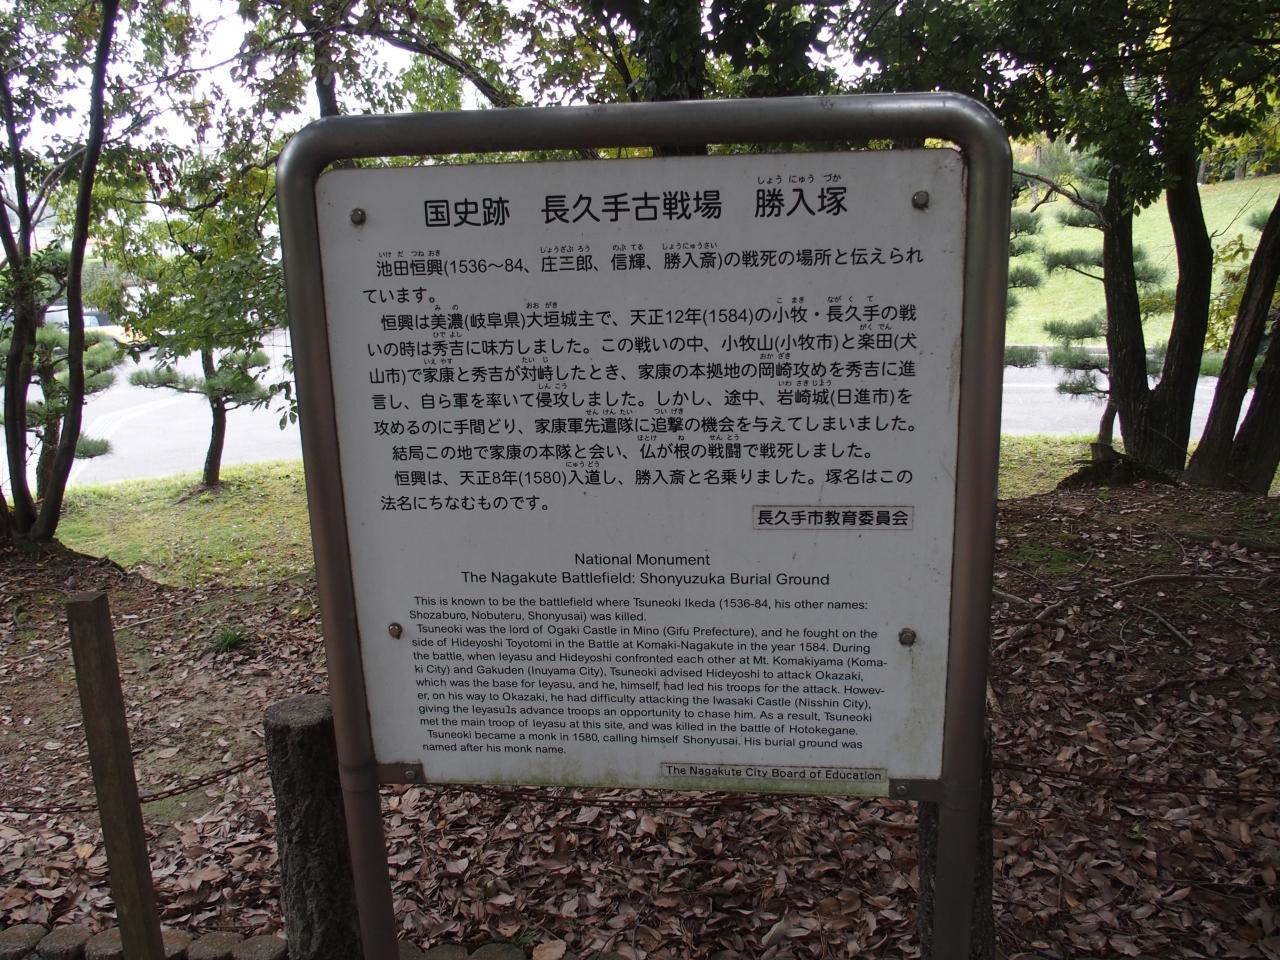 国史跡 長久手古戦場 勝入塚
しょう にゅう づか
池田恒興(1536〜84、庄三郎、信輝、勝入斎)の戦死の場所と伝えられ
いけ だ つね おき しょうざぶ ろう のぶ てる しょうにゅうさい
ています。
恒興は美濃(岐阜県)大垣城主で、天正12年(1584)の小牧・長久手の戦
み の おお がき こ まき なが く て
いの時は秀吉に味方しました。この戦いの中、小牧山(小牧市)と楽田(犬
ひで よし がく でん
山市)で家康と秀吉が対峙したとき、家康の本拠地の岡崎攻めを秀吉に進
いえ やす たい じ おか ざき
言し、自ら軍を率いて侵攻しました。しかし、途中、岩崎城(日進市)を
しん こう いわ さき じょう
攻めるのに手間どり、家康軍先遣隊に追撃の機会を与えてしまいました。
せん けん たい つい げき
結局この地で家康の本隊と会い、仏が根の戦闘で戦死しました。
ほとけ ね せん とう
恒興は、天正8年(1580)入道し、勝入斎と名乗りました。塚名はこの
にゅう どう
法名にちなむものです。
長久手市教育委員会
National Monument
The Nagakute Battlefield: Shonyuzuka Burial Ground
This is known to be the battlefield where Tsuneoki Ikeda (1536-84, his other names:
Shozaburo, Nobuteru, Shonyusai) was killed.
Tsuneoki was the lord of Ogaki Castle in Mino (Gifu Prefecture), and he fought on the
side of Hideyoshi Toyotomi in the Battle at Komaki-Nagakute in the year 1584. During
the battle, when Ieyasu and Hideyoshi confronted each other at Mt. Komakiyama (Koma-
ki City) and Gakuden (Inuyama City), Tsuneoki advised Hideyoshi to attack Okazaki,
which was the base for Ieyasu, and he, himself, had led his troops for the attack. Howev-
er, on his way to Okazaki, he had difficulty attacking the Iwasaki Castle (Nisshin City),
giving the Ieyasu1s advance troops an opportunity to chase him. As a result, Tsuneoki
met the main troop of Ieyasu at this site, and was killed in the battle of Hotokegane.
Tsuneoki became a monk in 1580, calling himself Shonyusai. His burial ground was
named after his monk name.
The Nagakute City Board of Education